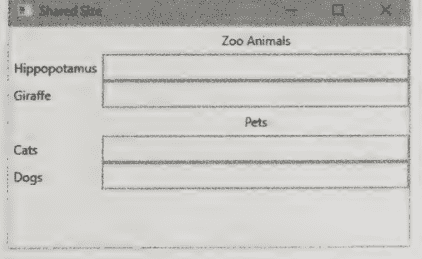 Shared Size
Zoo Animals
Hippopotamus
Giraffe
Pets
Cats
Dogs